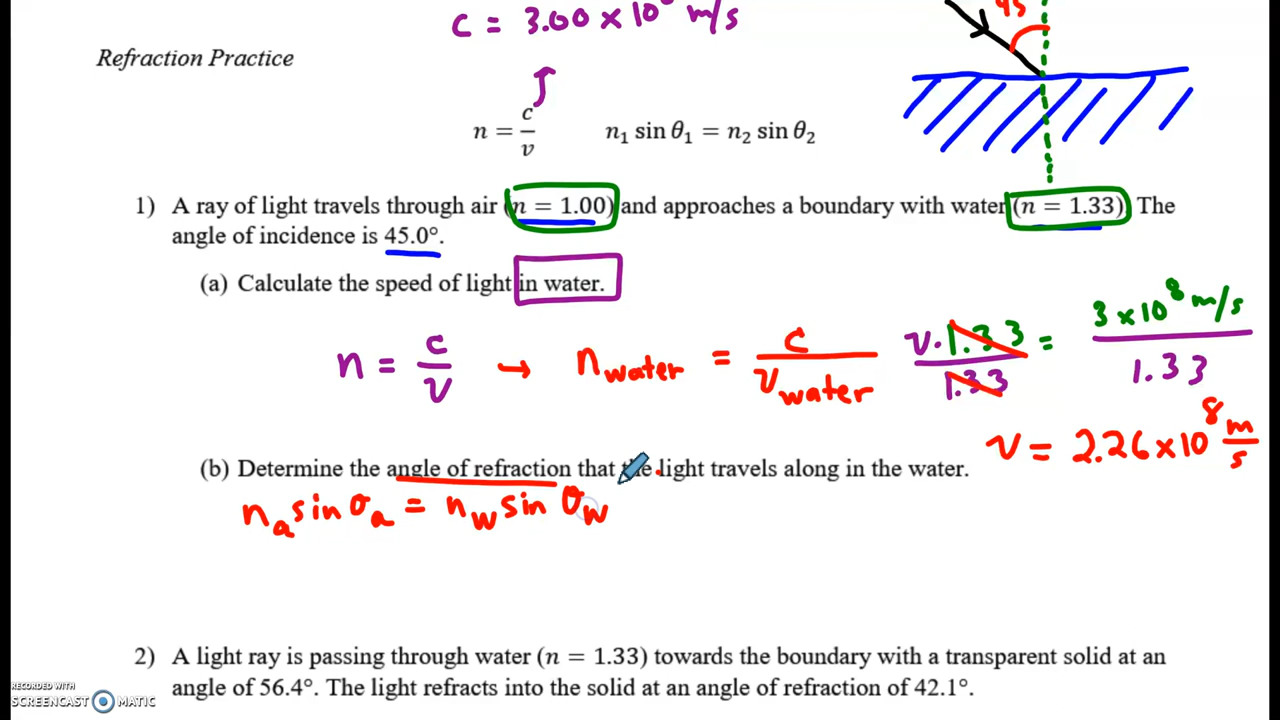 c = 3.00 × 10⁸ m/s
45
Refraction Practice
n = c/v    n₁ sin θ₁ = n₂ sin θ₂
1) A ray of light travels through air (n = 1.00) and approaches a boundary with water (n = 1.33). The
angle of incidence is 45.0°.
(a) Calculate the speed of light in water.
n = c/v → n_water = c/v_water    v·1.33/1.33 = 3×10⁸ m/s/1.33
v = 2.26×10⁸ m/s
(b) Determine the angle of refraction that the light travels along in the water.
nₐ sin θₐ = n_w sin θ_w
2) A light ray is passing through water (n = 1.33) towards the boundary with a transparent solid at an
angle of 56.4°. The light refracts into the solid at an angle of refraction of 42.1°.
RECORDED WITH
SCREENCAST MATIC